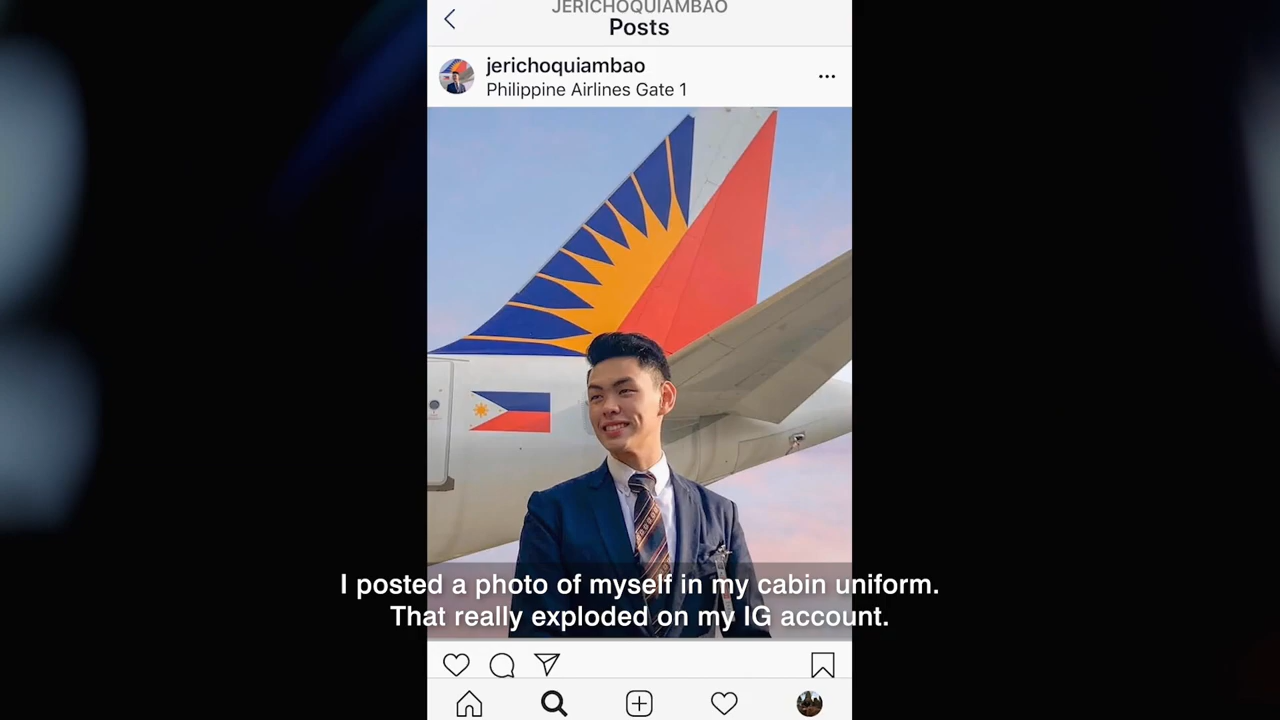 JERICHOQUIAMBAO
Posts
jerichoquiambao
Philippine Airlines Gate 1
I posted a photo of myself in my cabin uniform.
That really exploded on my IG account.